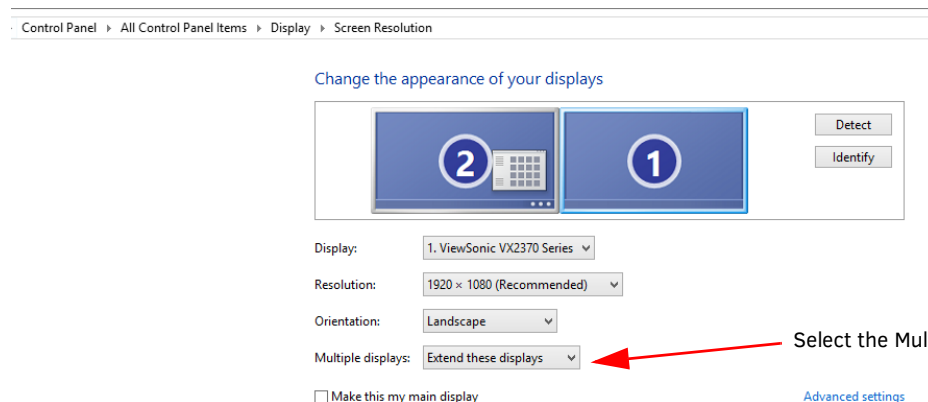 Control Panel ▸ All Control Panel Items ▸ Display ▸ Screen Resolution
Change the appearance of your displays
2
1
Detect
Identify
Display: 1. ViewSonic VX2370 Series
Resolution: 1920 × 1080 (Recommended)
Orientation: Landscape
Select the Mul
Multiple displays: Extend these displays
Make this my main display Advanced settings